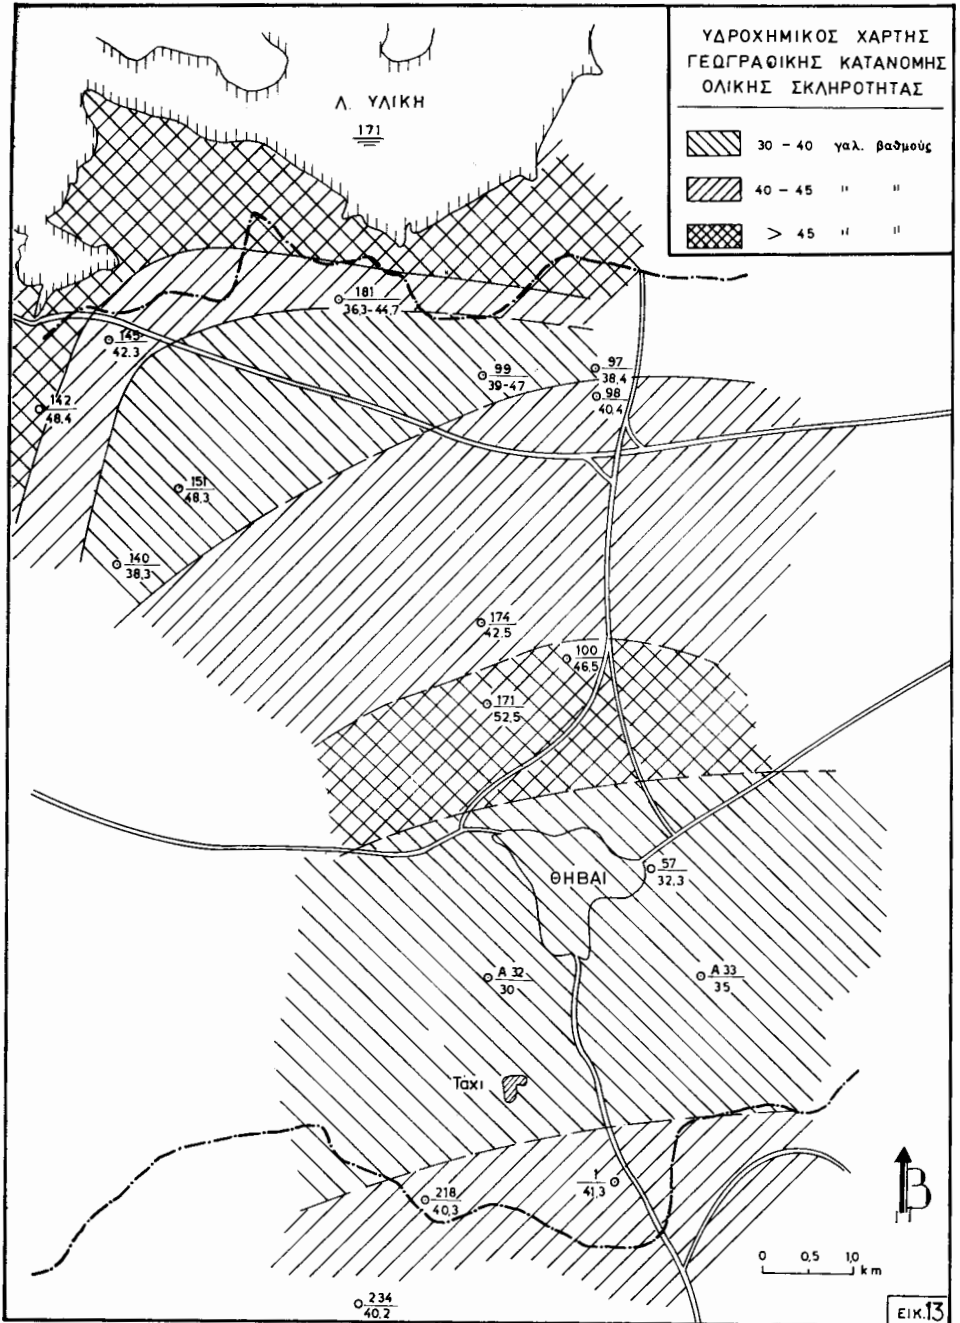 ΥΔΡΟΧΗΜΙΚΟΣ ΧΑΡΤΗΣ
ΓΕΩΓΡΑΦΙΚΗΣ ΚΑΤΑΝΟΜΗΣ
ΟΛΙΚΗΣ ΣΚΛΗΡΟΤΗΤΑΣ
30 - 40 γαλ. βαθμούς
40 - 45 " "
> 45 " "
Λ. ΥΛΙΚΗ
171
181
36,3-44,7
145
42.3
99
39-47
97
38,4
98
40,4
142
48.4
151
48,3
140
38,3
174
42.5
100
46,5
171
52,5
ΘΗΒΑΙ
57
32.3
A 32
30
A 33
35
Ταχι
1
41,3
218
40,3
234
40.2
Β
0 0,5 1,0
km
ΕΙΚ.13